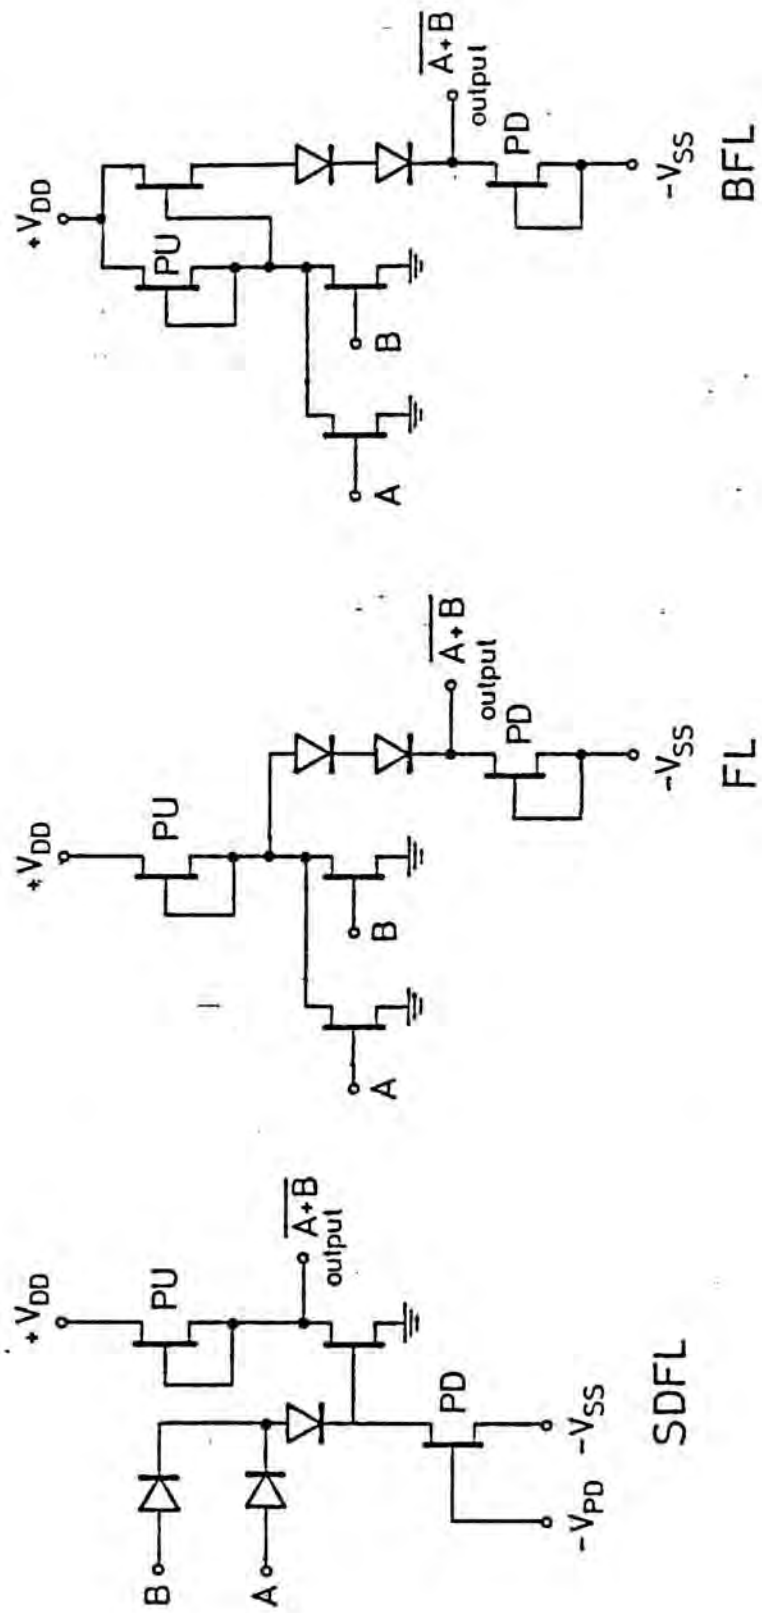 +VDD
PU
B
A
A+B
output
PD
-VPD
-VSS
SDFL
+VDD
PU
A
B
A+B
output
PD
-VSS
FL
+VDD
PU
A
B
A+B
output
PD
-VSS
BFL